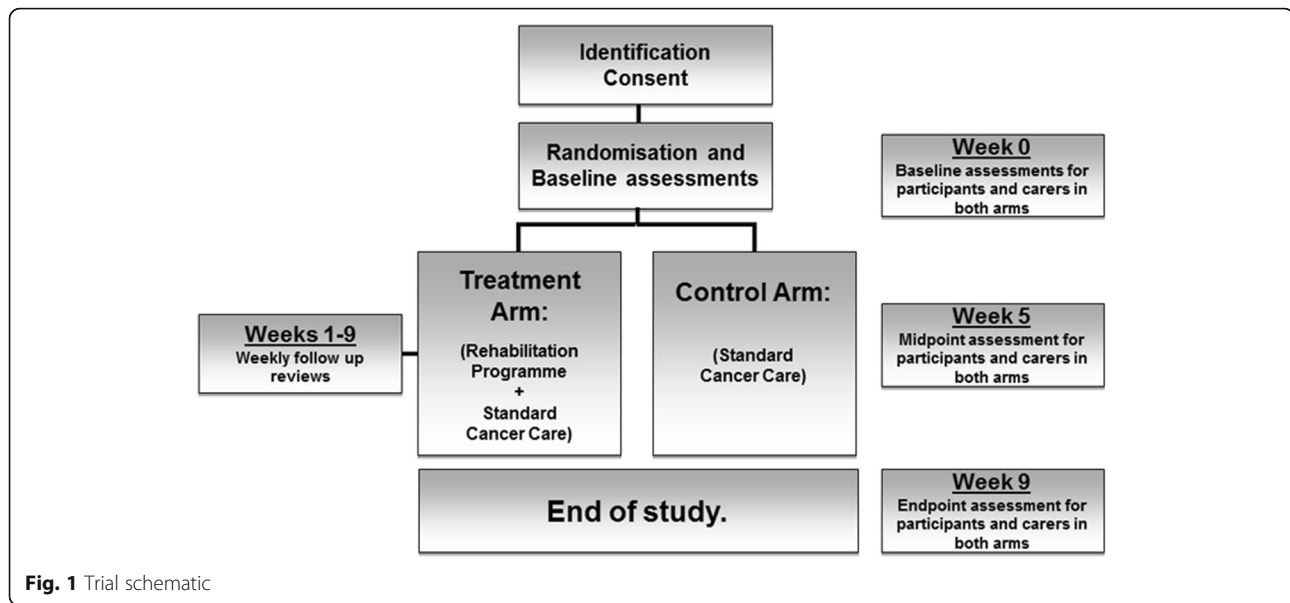 Identification
Consent
Randomisation and
Baseline assessments
Week 0
Baseline assessments for
participants and carers in
both arms
Weeks 1-9
Weekly follow up
reviews
Treatment
Arm:
(Rehabilitation
Programme
+
Standard
Cancer Care)
Control Arm:
(Standard
Cancer Care)
Week 5
Midpoint assessment for
participants and carers in
both arms
End of study.
Week 9
Endpoint assessment for
participants and carers in
both arms
Fig. 1 Trial schematic